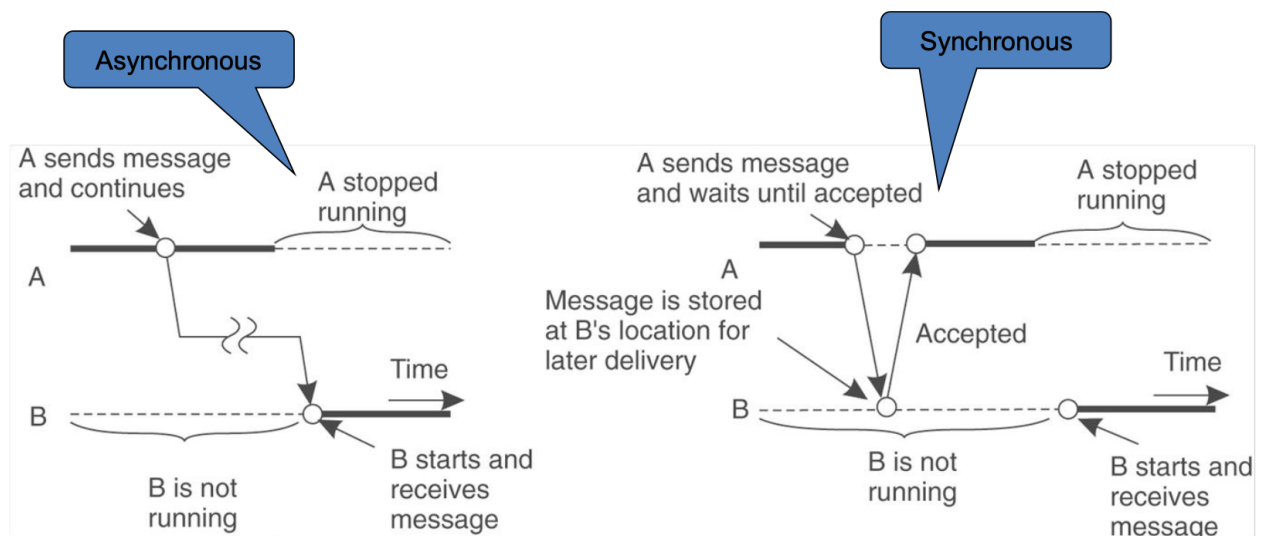 Asynchronous
A sends message
and continues
A stopped
running
A
Time
B
B is not
running
B starts and
receives
message
Synchronous
A sends message
and waits until accepted
A stopped
running
A
Message is stored
at B's location for
later delivery
Accepted
Time
B
B is not
running
B starts and
receives
message